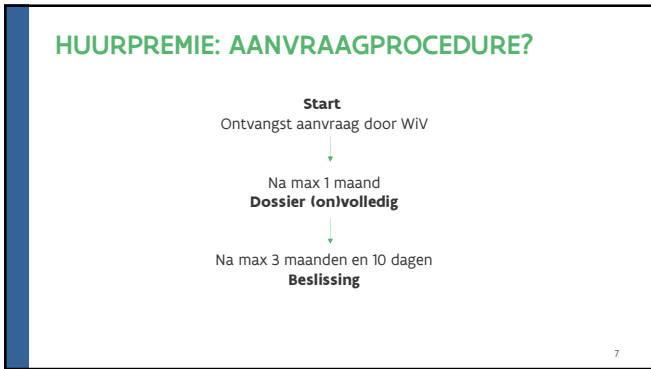 HUURPREMIE: AANVRAAGPROCEDURE?
Start
Ontvangst aanvraag door WiV
Na max 1 maand
Dossier (on)volledig
Na max 3 maanden en 10 dagen
Beslissing
7